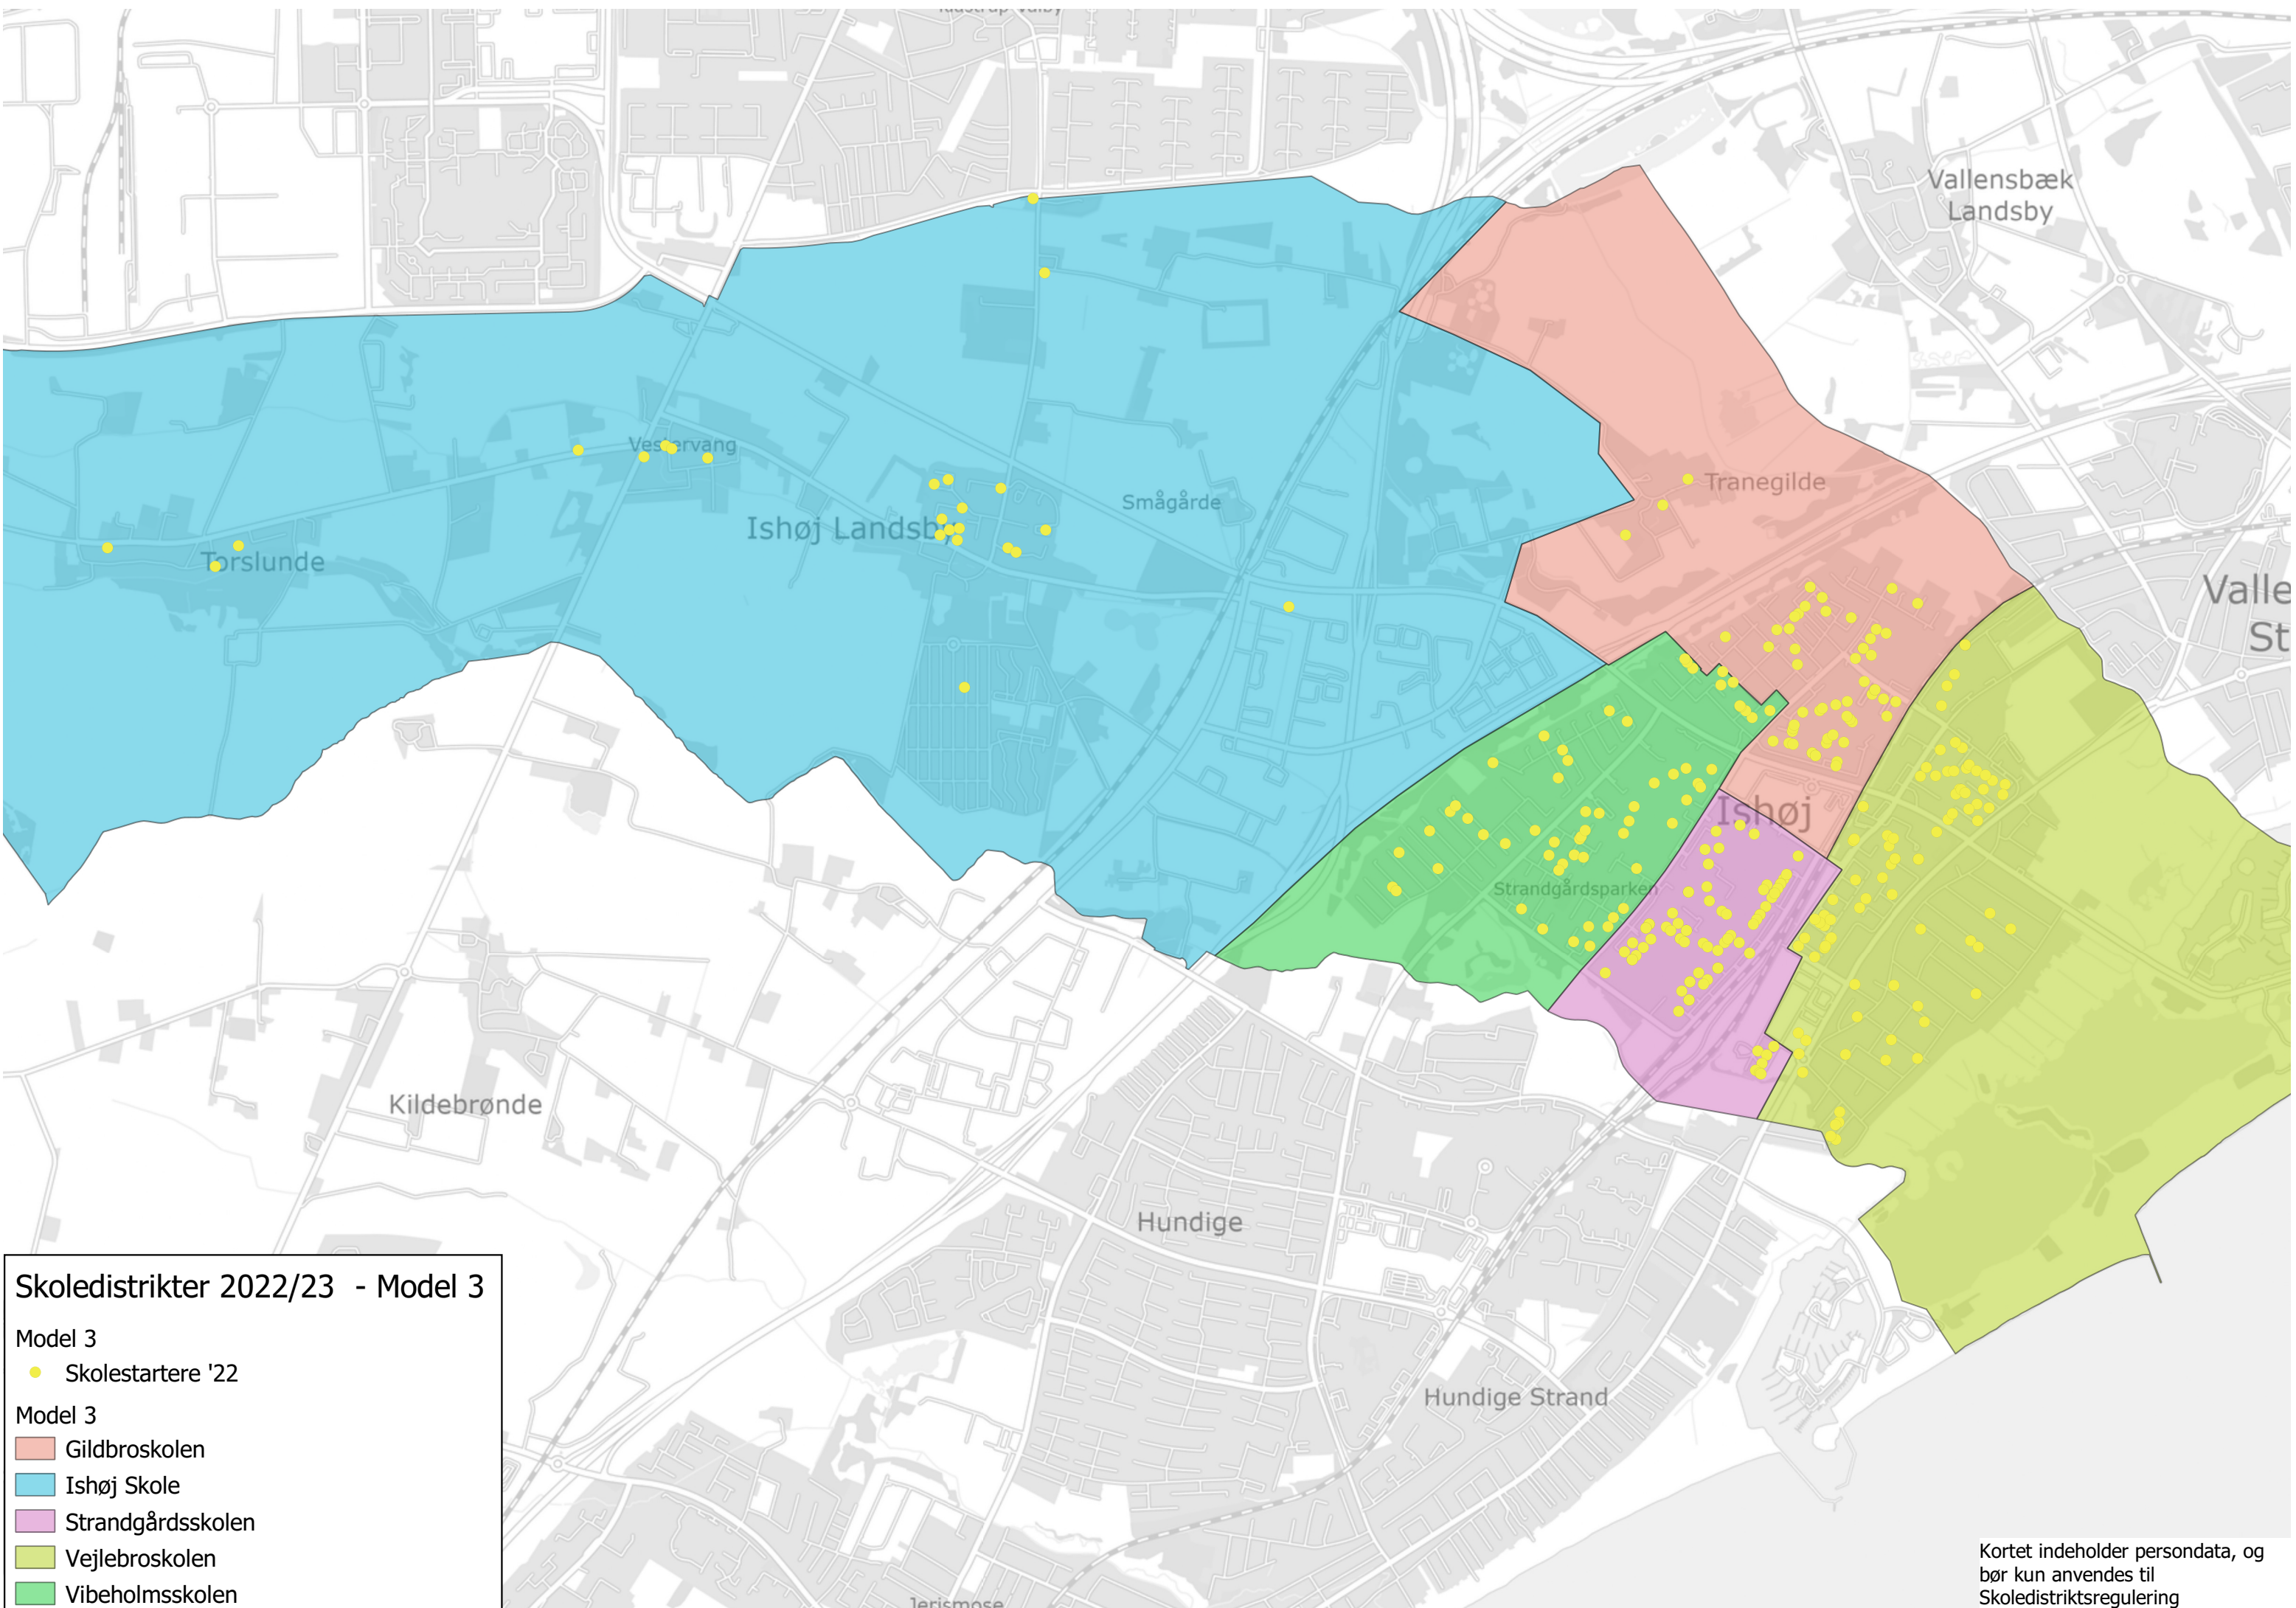 Vallensbæk
Landsby
Vestervang
Tranegilde
Smågårde
Ishøj Landsby
Torslunde
Valle
St
Ishøj
Strandgårdsparken
Kildebrønde
Hundige
Hundige Strand
Jerismose
Skoledistrikter 2022/23 - Model 3
Model 3
Skolestartere '22
Model 3
Gildbroskolen
Ishøj Skole
Strandgårdsskolen
Vejlebroskolen
Vibeholmsskolen
Kortet indeholder persondata, og
bør kun anvendes til
Skoledistriktsregulering